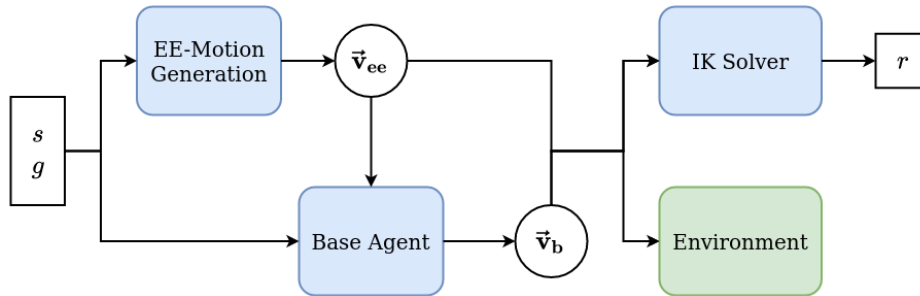 s
g
EE-Motion
Generation
v⃗ee
IK Solver
r
Base Agent
v⃗b
Environment